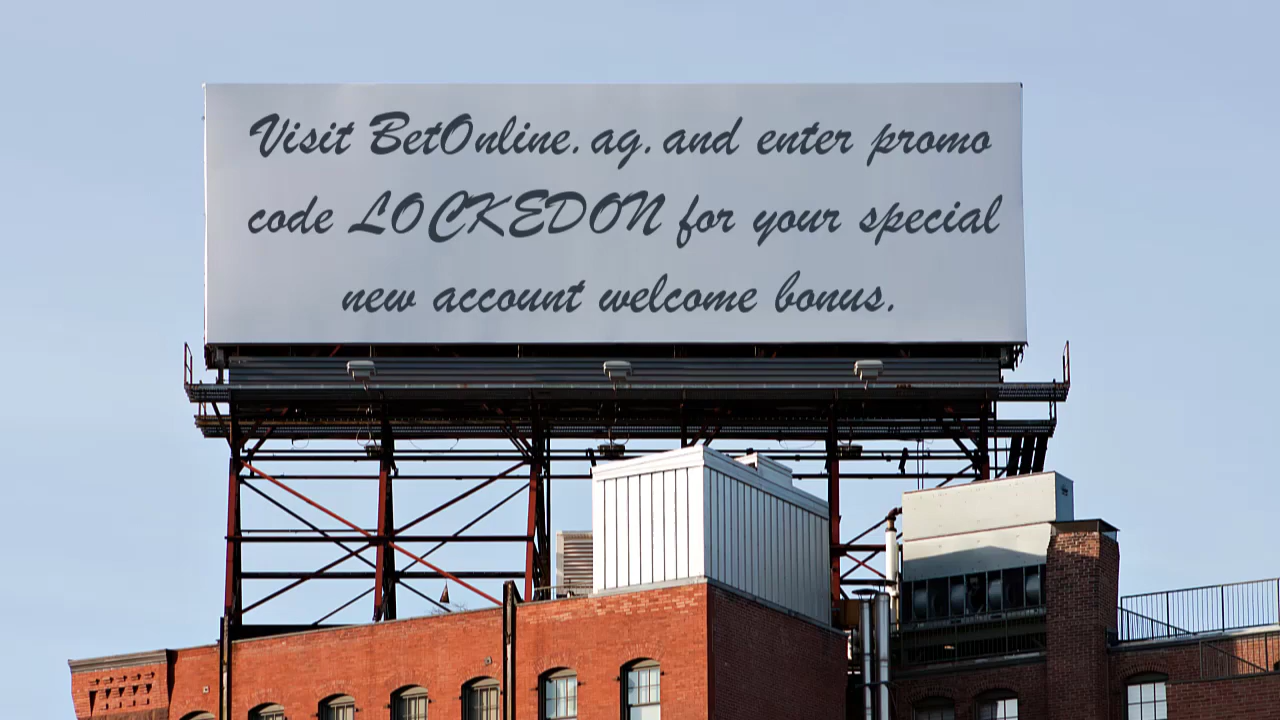 Visit BetOnline.ag.and enter promo
code LOCKEDON for your special
new account welcome bonus.